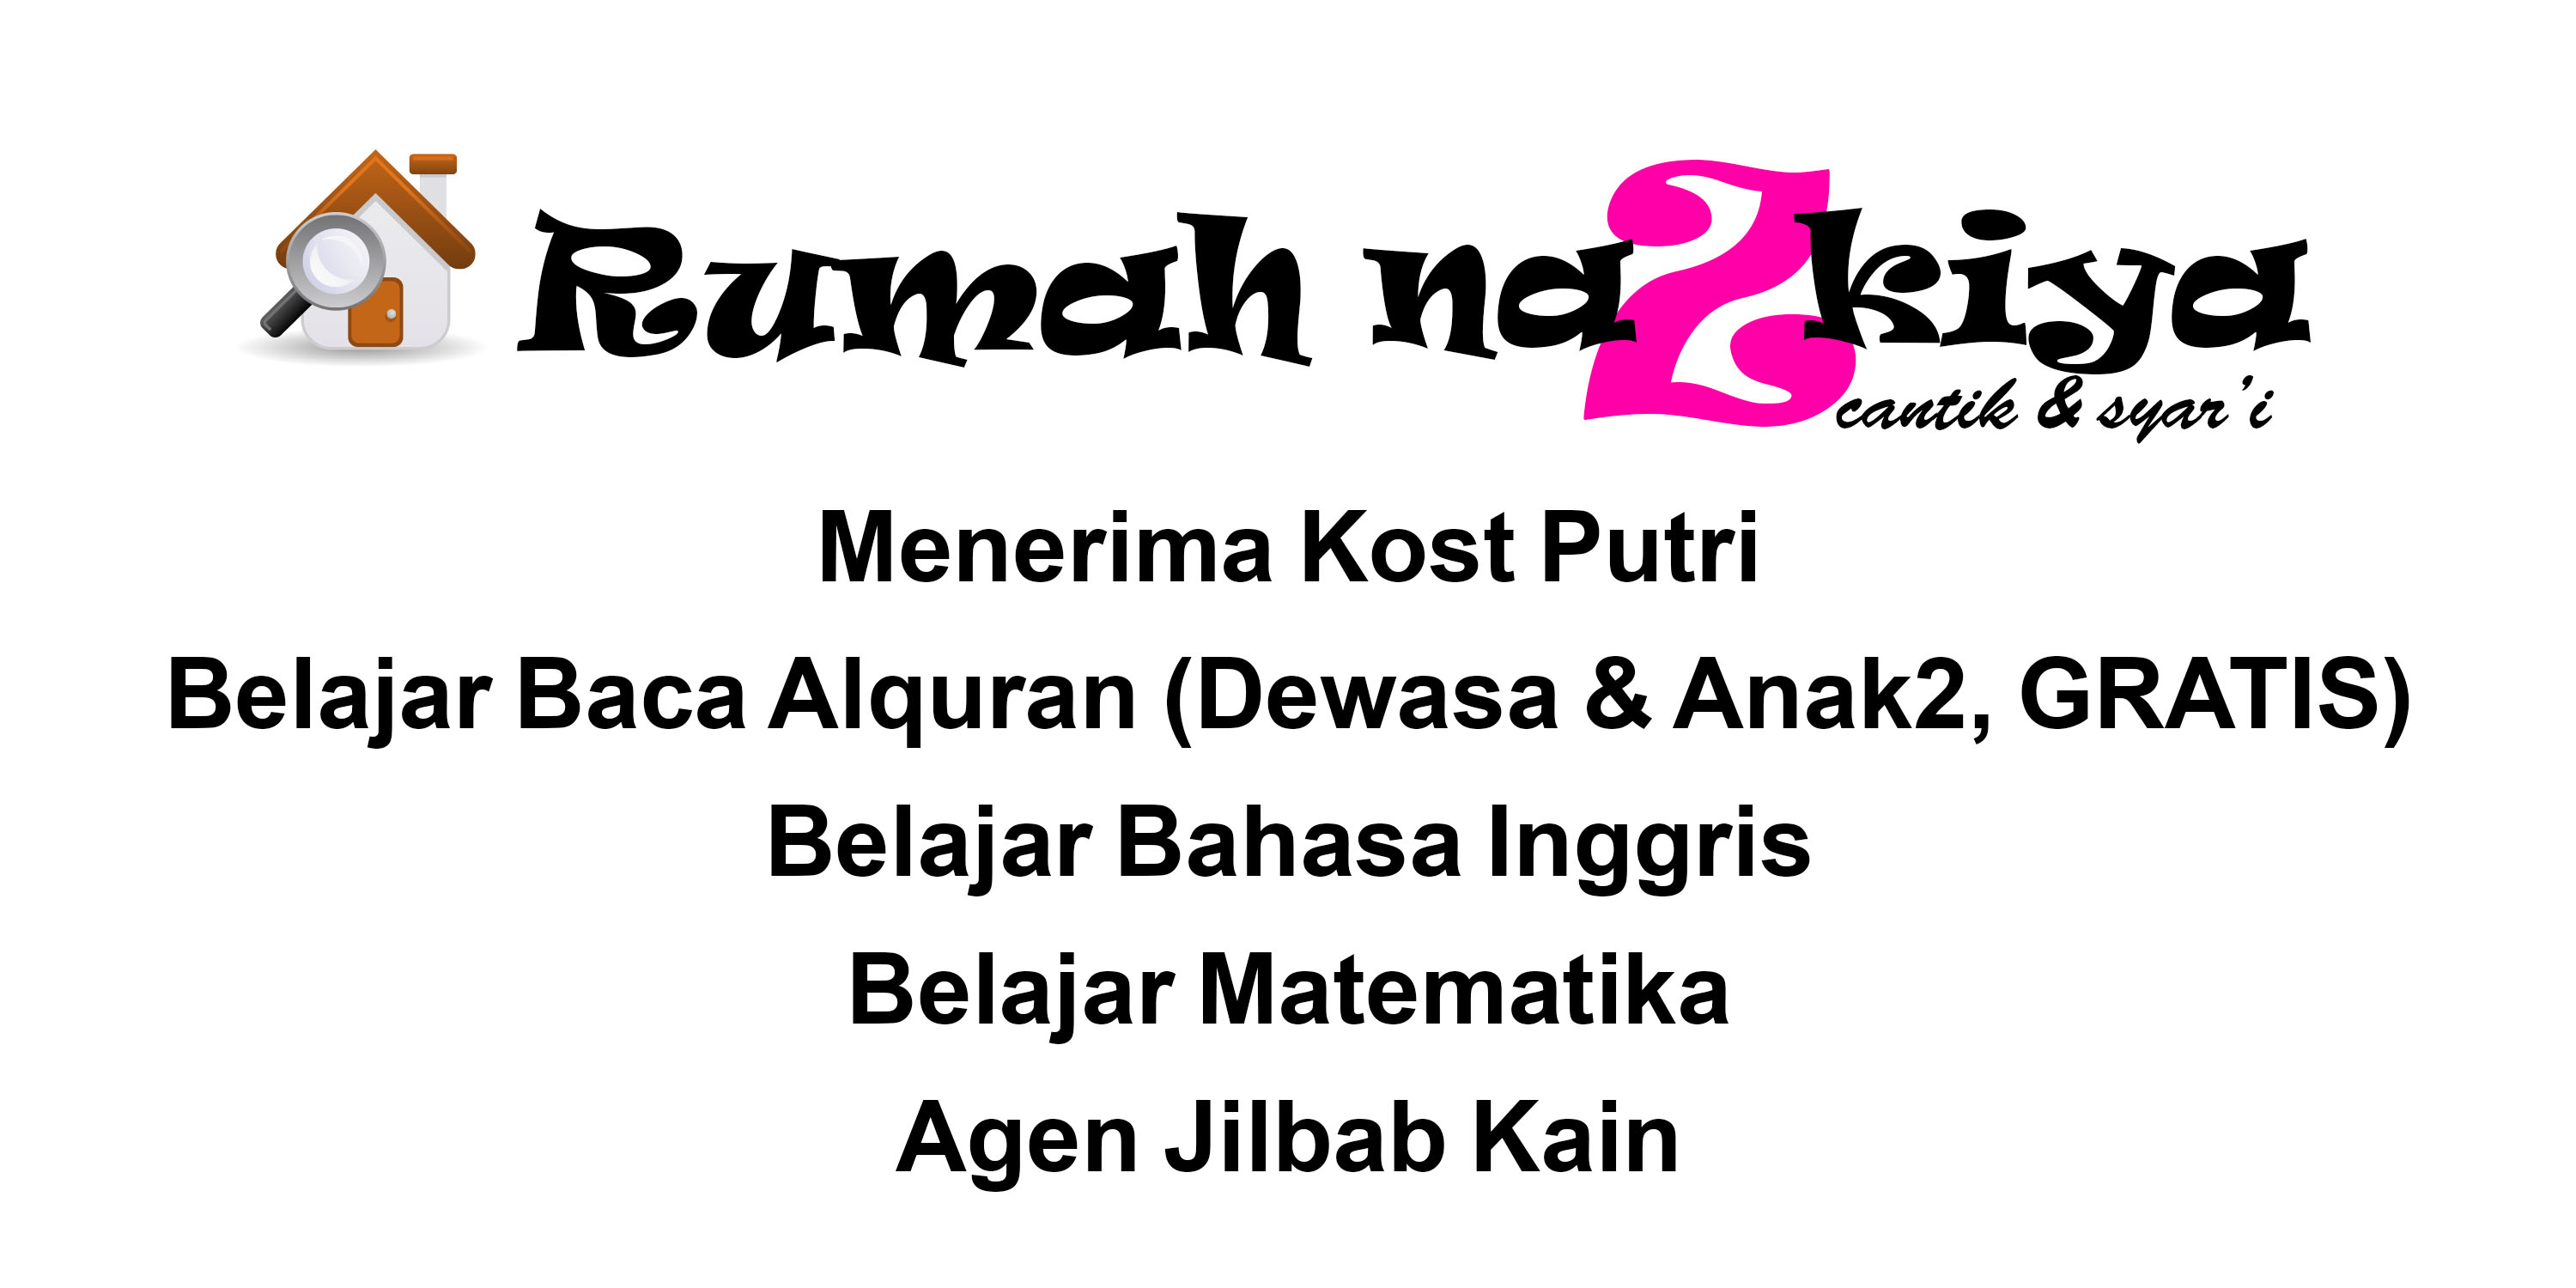 Rumah nazkiya
cantik & syar'i
Menerima Kost Putri
Belajar Baca Alquran (Dewasa & Anak2, GRATIS)
Belajar Bahasa Inggris
Belajar Matematika
Agen Jilbab Kain